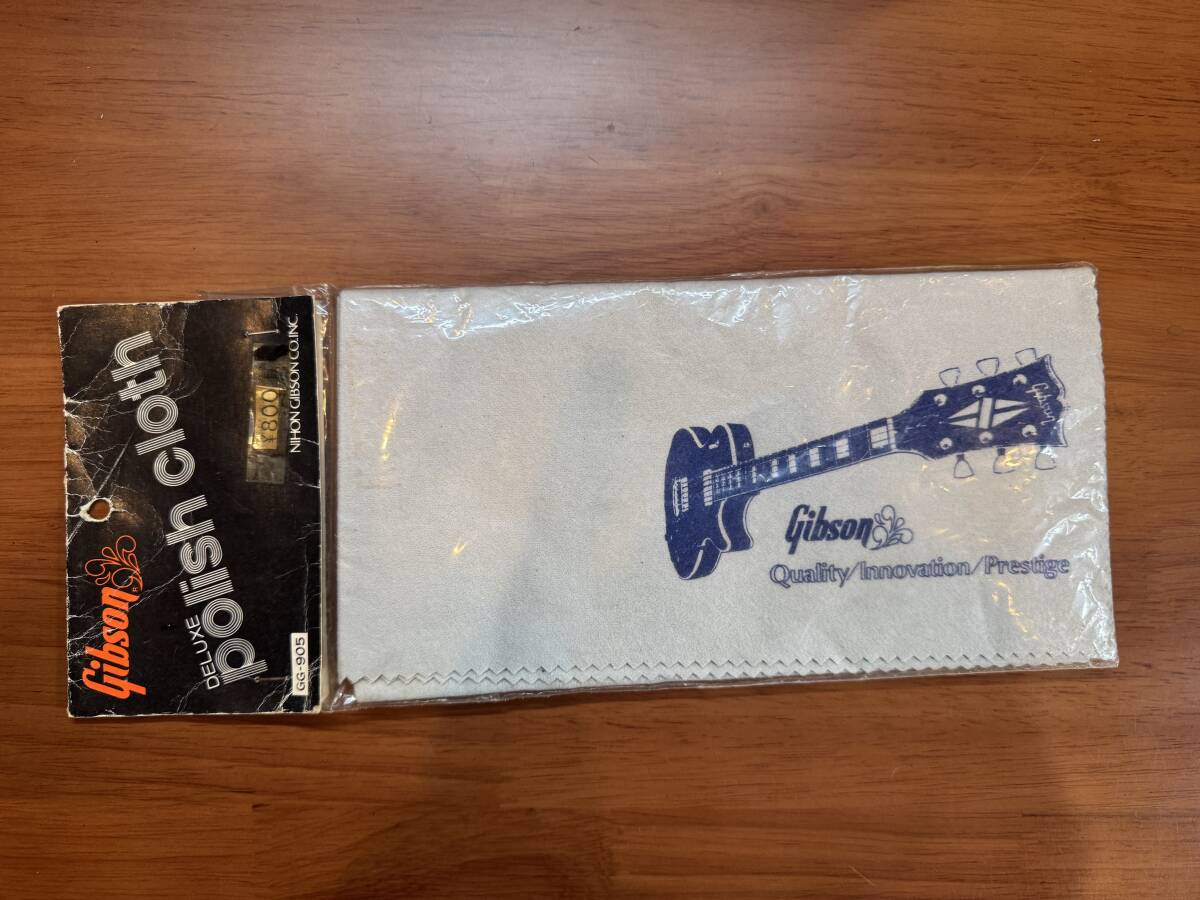 Gibson
®
DELUXE
polish cloth
¥800
NIHON GIBSON CO.INC.
GG-905
Gibson
Gibson
Quality/Innovation/Prestige